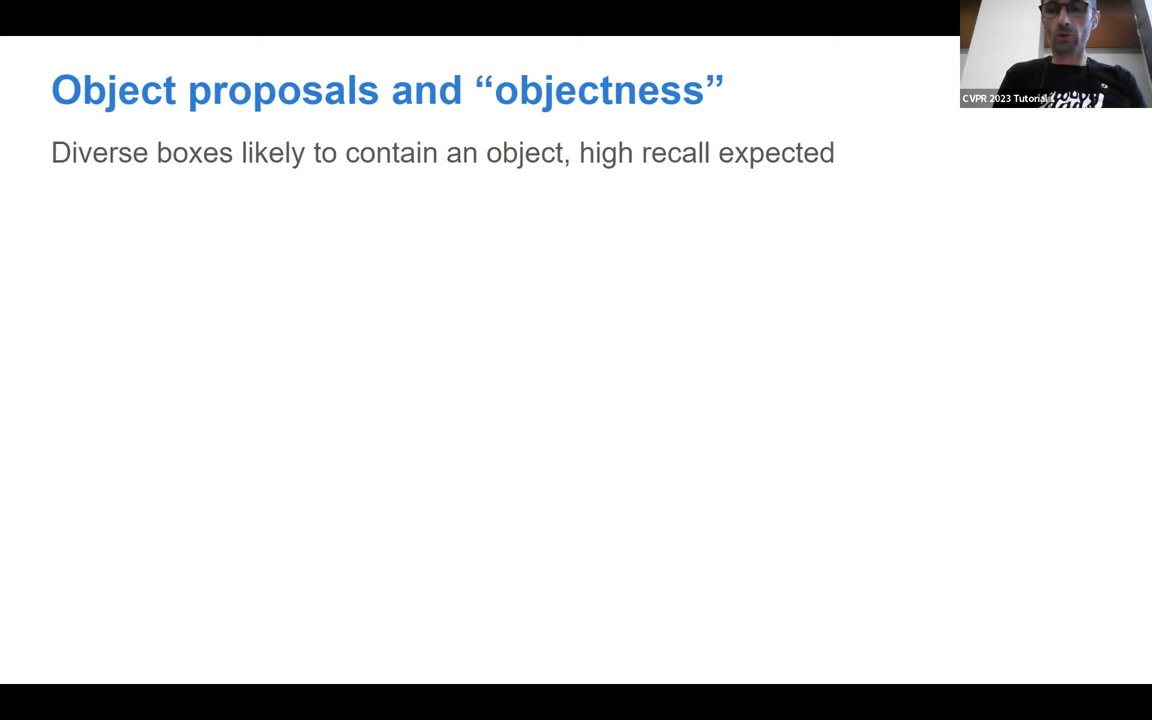 Object proposals and “objectness”
Diverse boxes likely to contain an object, high recall expected
CVPR 2023 Tutorial